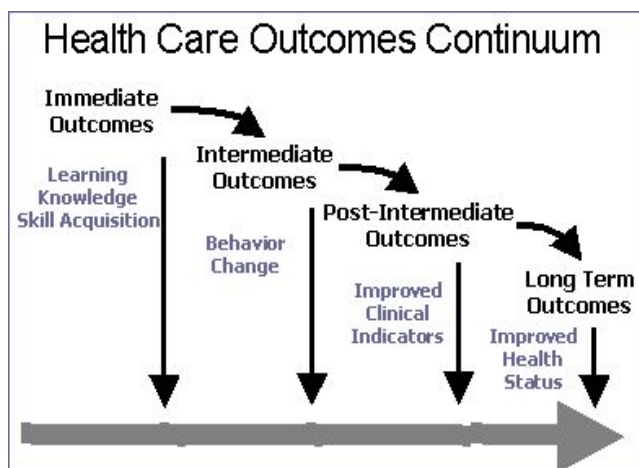 Health Care Outcomes Continuum
Immediate
Outcomes
Learning
Knowledge
Skill Acquisition
Intermediate
Outcomes
Behavior
Change
Post-Intermediate
Outcomes
Improved
Clinical
Indicators
Long Term
Outcomes
Improved
Health
Status